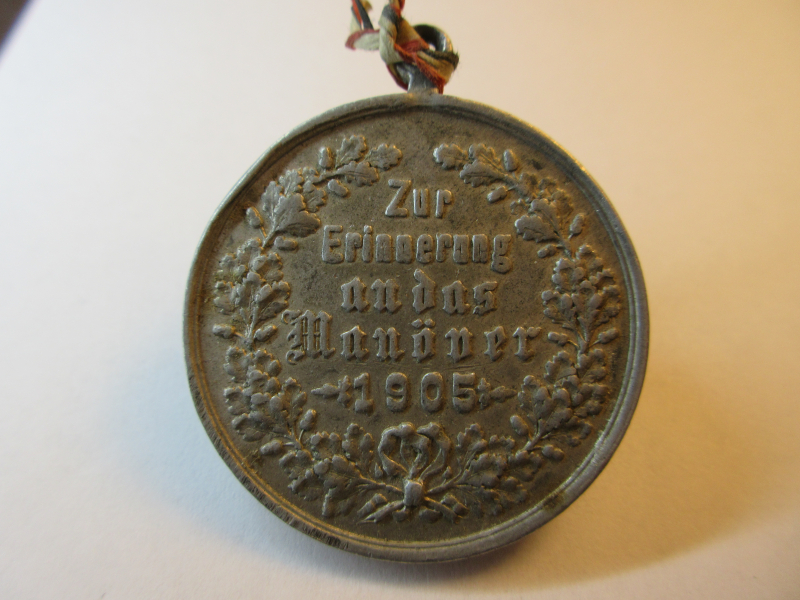 Zur
Erinnerung
an das
Manöver
1905